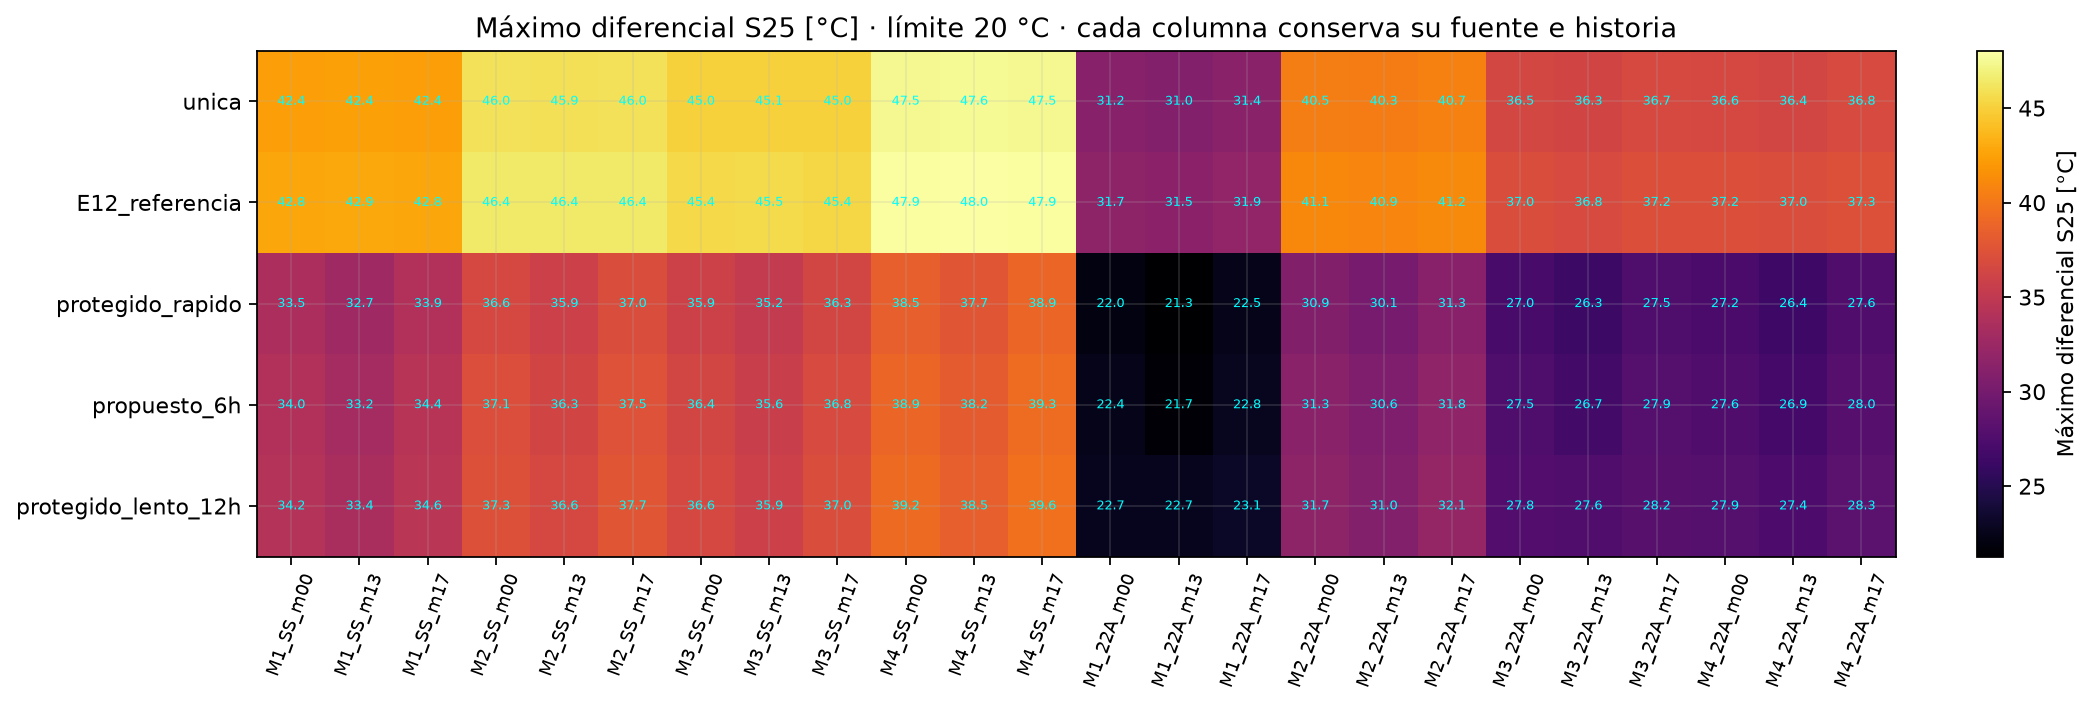 Máximo diferencial S25 [°C] · límite 20 °C · cada columna conserva su fuente e historia
unica 42.4 42.4 42.4 46.0 45.9 46.0 45.0 45.1 45.0 47.5 47.6 47.5 31.2 31.0 31.4 40.5 40.3 40.7 36.5 36.3 36.7 36.6 36.4 36.8
E12_referencia 42.8 42.9 42.8 46.4 46.4 46.4 45.4 45.5 45.4 47.9 48.0 47.9 31.7 31.5 31.9 41.1 40.9 41.2 37.0 36.8 37.2 37.2 37.0 37.3
protegido_rapido 33.5 32.7 33.9 36.6 35.9 37.0 35.9 35.2 36.3 38.5 37.7 38.9 22.0 21.3 22.5 30.9 30.1 31.3 27.0 26.3 27.5 27.2 26.4 27.6
propuesto_6h 34.0 33.2 34.4 37.1 36.3 37.5 36.4 35.6 36.8 38.9 38.2 39.3 22.4 21.7 22.8 31.3 30.6 31.8 27.5 26.7 27.9 27.6 26.9 28.0
protegido_lento_12h 34.2 33.4 34.6 37.3 36.6 37.7 36.6 35.9 37.0 39.2 38.5 39.6 22.7 22.7 23.1 31.7 31.0 32.1 27.8 27.6 28.2 27.9 27.4 28.3
M1_SS_m00 M1_SS_m13 M1_SS_m17 M2_SS_m00 M2_SS_m13 M2_SS_m17 M3_SS_m00 M3_SS_m13 M3_SS_m17 M4_SS_m00 M4_SS_m13 M4_SS_m17 M1_22A_m00 M1_22A_m13 M1_22A_m17 M2_22A_m00 M2_22A_m13 M2_22A_m17 M3_22A_m00 M3_22A_m13 M3_22A_m17 M4_22A_m00 M4_22A_m13 M4_22A_m17
45
40
35
30
25
Máximo diferencial S25 [°C]